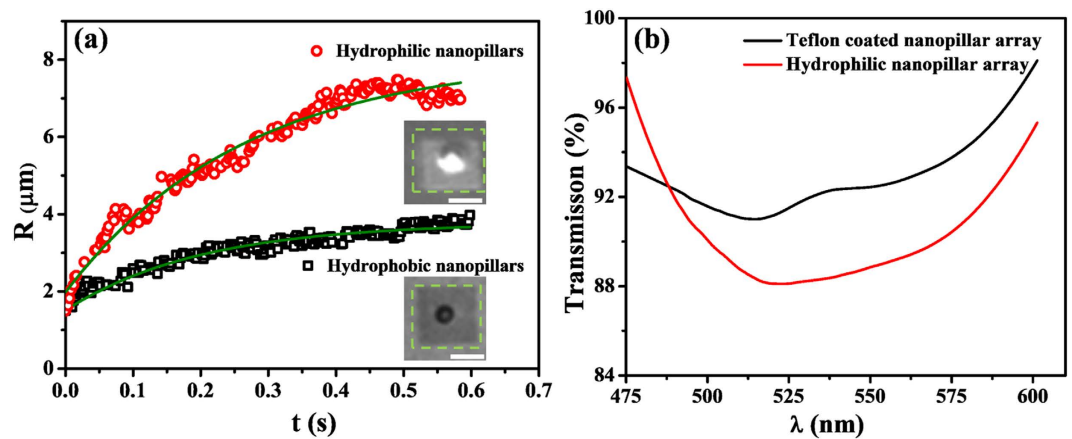 (a)
Hydrophilic nanopillars
Hydrophobic nanopillars
R (μm)
8
6
4
2
0
0.0 0.1 0.2 0.3 0.4 0.5 0.6 0.7
t (s)
(b)
Teflon coated nanopillar array
Hydrophilic nanopillar array
Transmisson (%)
100
96
92
88
84
475 500 525 550 575 600
λ (nm)